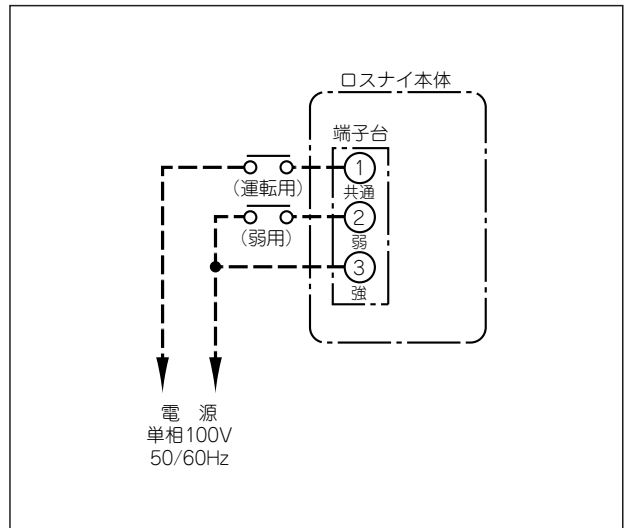 ロスナイ本体
端子台
①
(運転用)
共通
②
(弱用)
弱
③
強
電 源
単相100V
50/60Hz